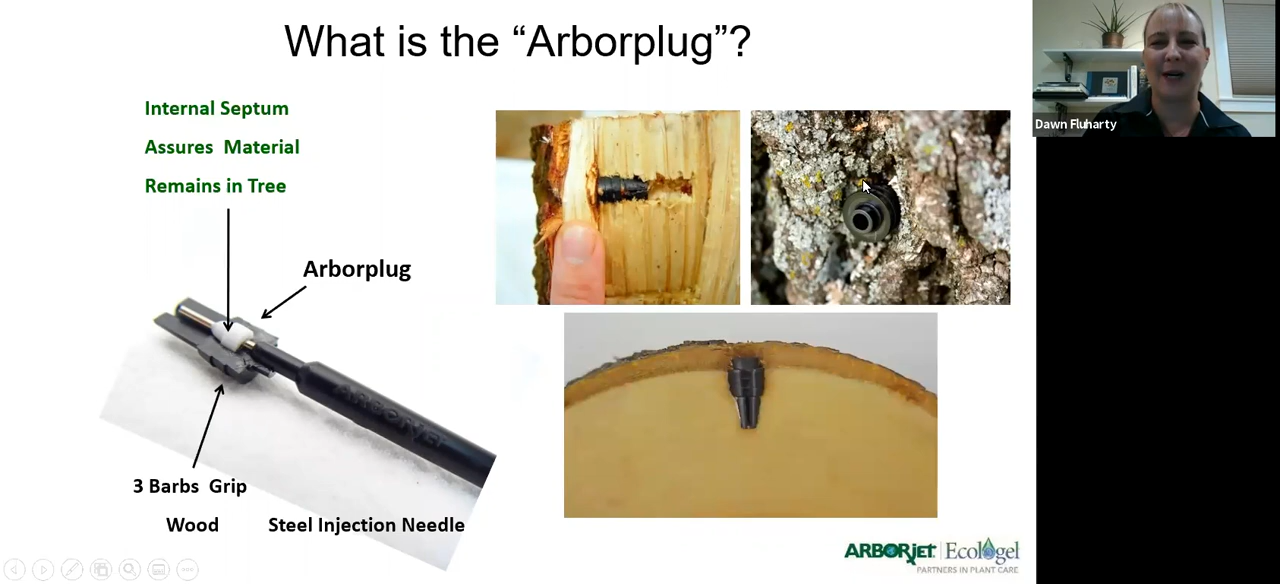 What is the “Arborplug”?
Internal Septum
Assures Material
Remains in Tree
Arborplug
ARBORJET
3 Barbs Grip
Wood
Steel Injection Needle
Dawn Fluharty
ARBORJET | Ecologel
PARTNERS IN PLANT CARE